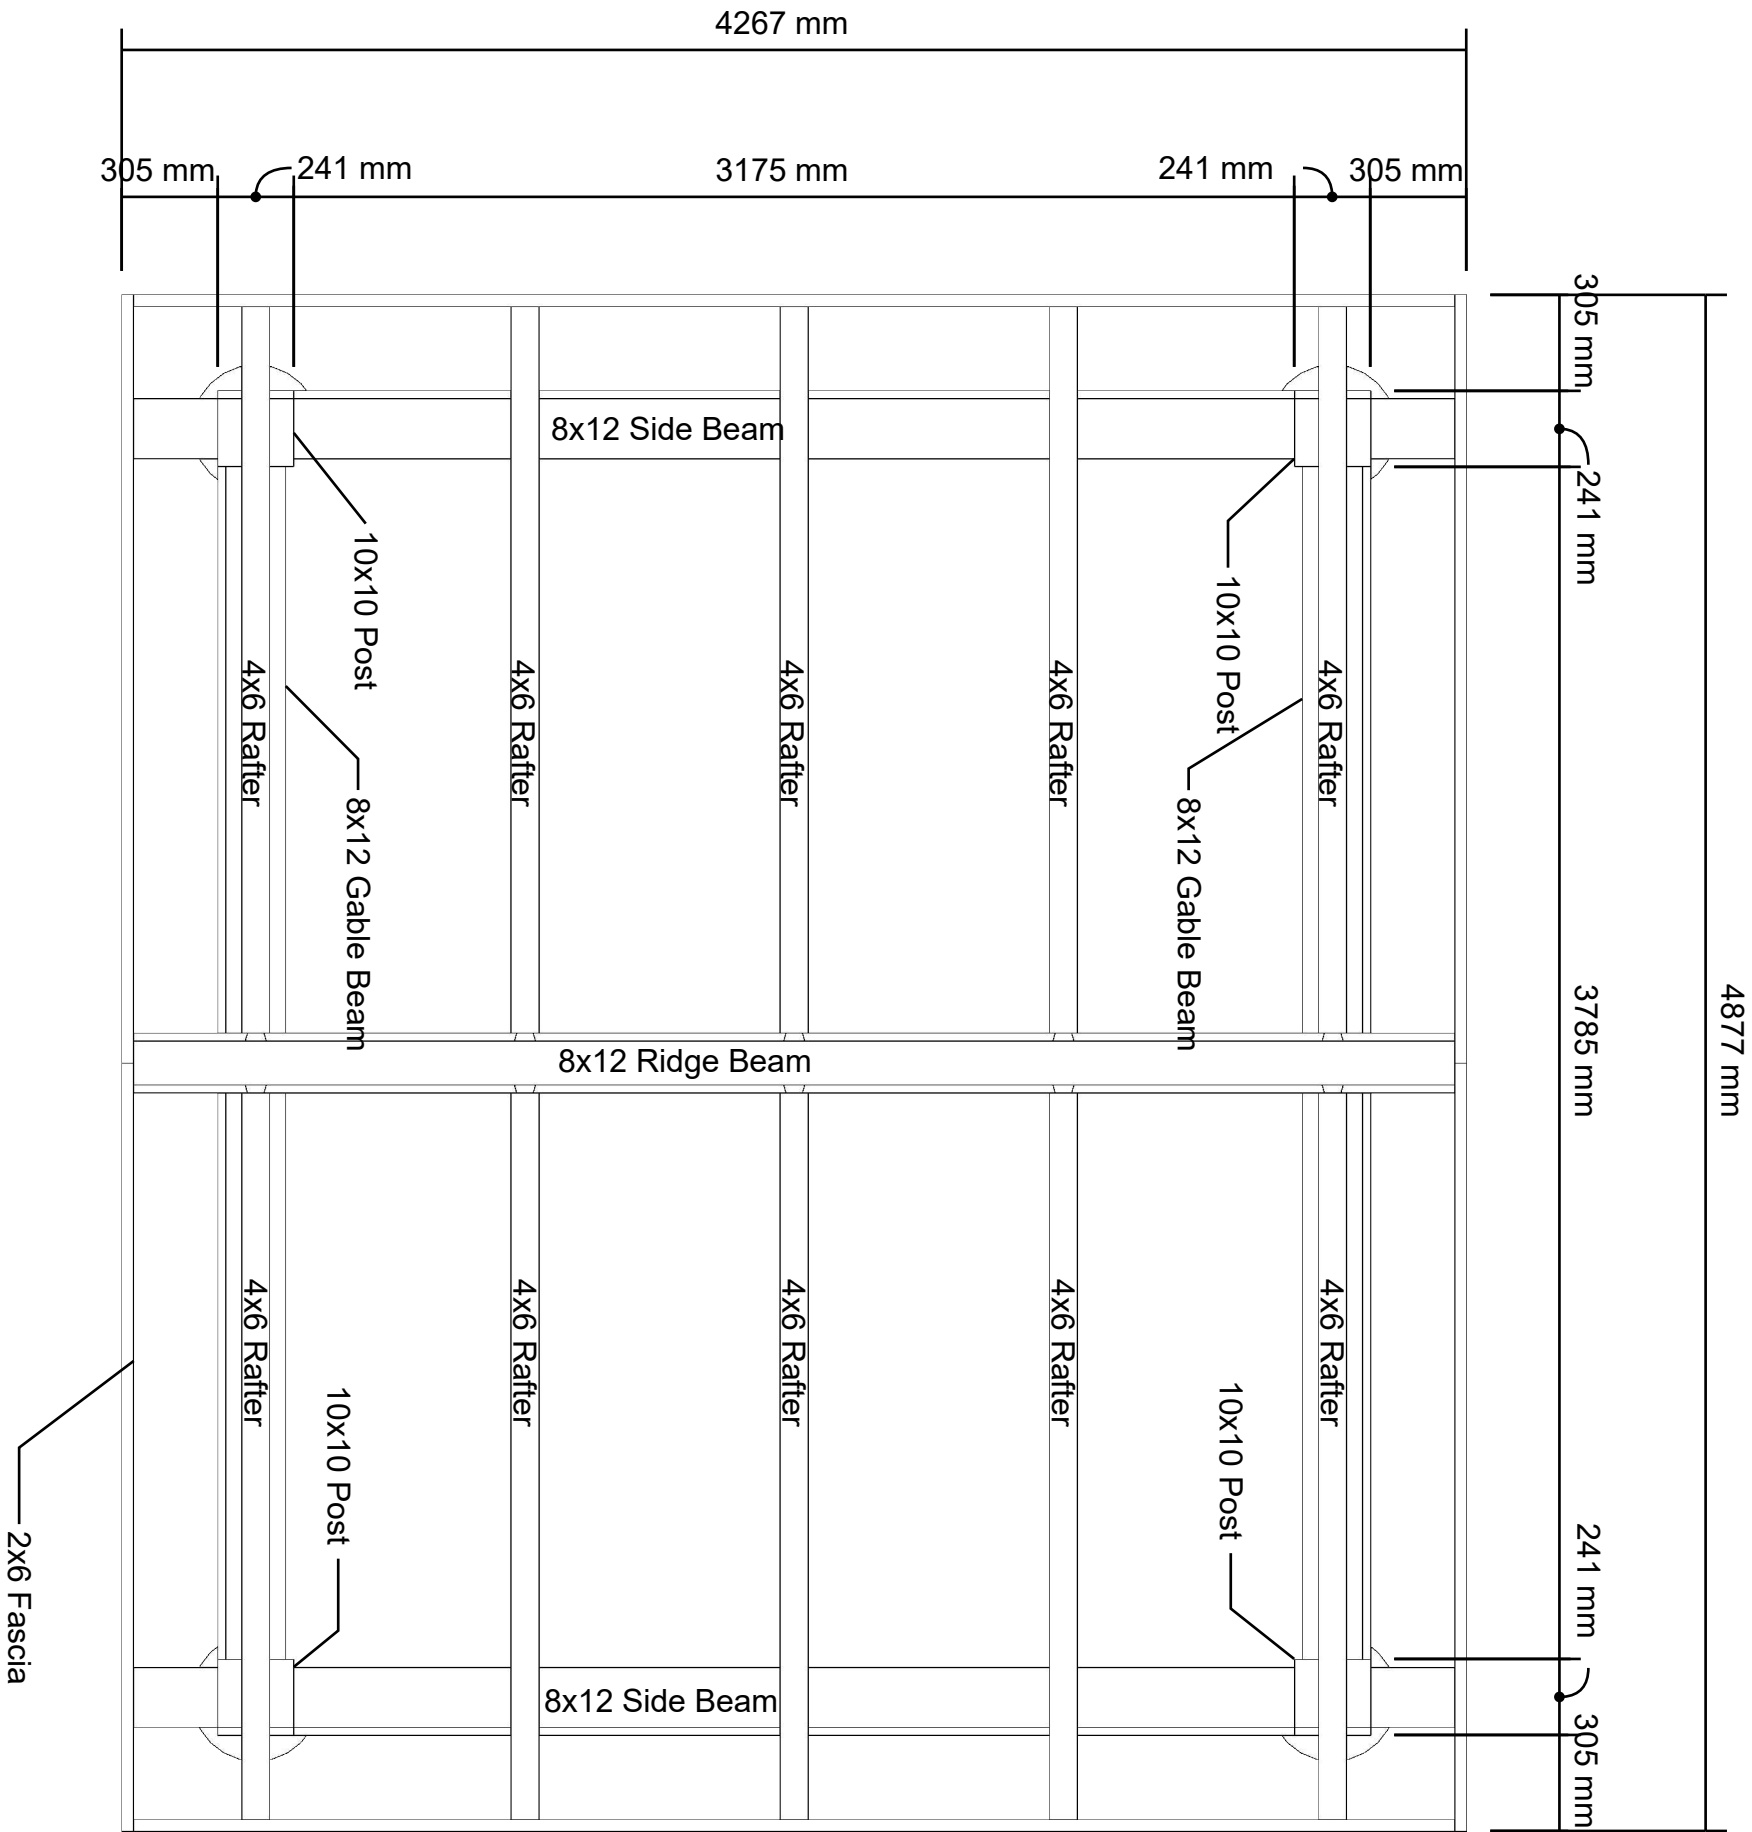 4267 mm
305 mm
241 mm
3175 mm
241 mm
305 mm
305 mm
8x12 Side Beam
241 mm
10x10 Post
10x10 Post
4x6 Rafter
4x6 Rafter
4x6 Rafter
4x6 Rafter
4x6 Rafter
8x12 Gable Beam
8x12 Gable Beam
3785 mm
4877 mm
8x12 Ridge Beam
4x6 Rafter
4x6 Rafter
4x6 Rafter
4x6 Rafter
4x6 Rafter
10x10 Post
10x10 Post
241 mm
2x6 Fascia
8x12 Side Beam
305 mm